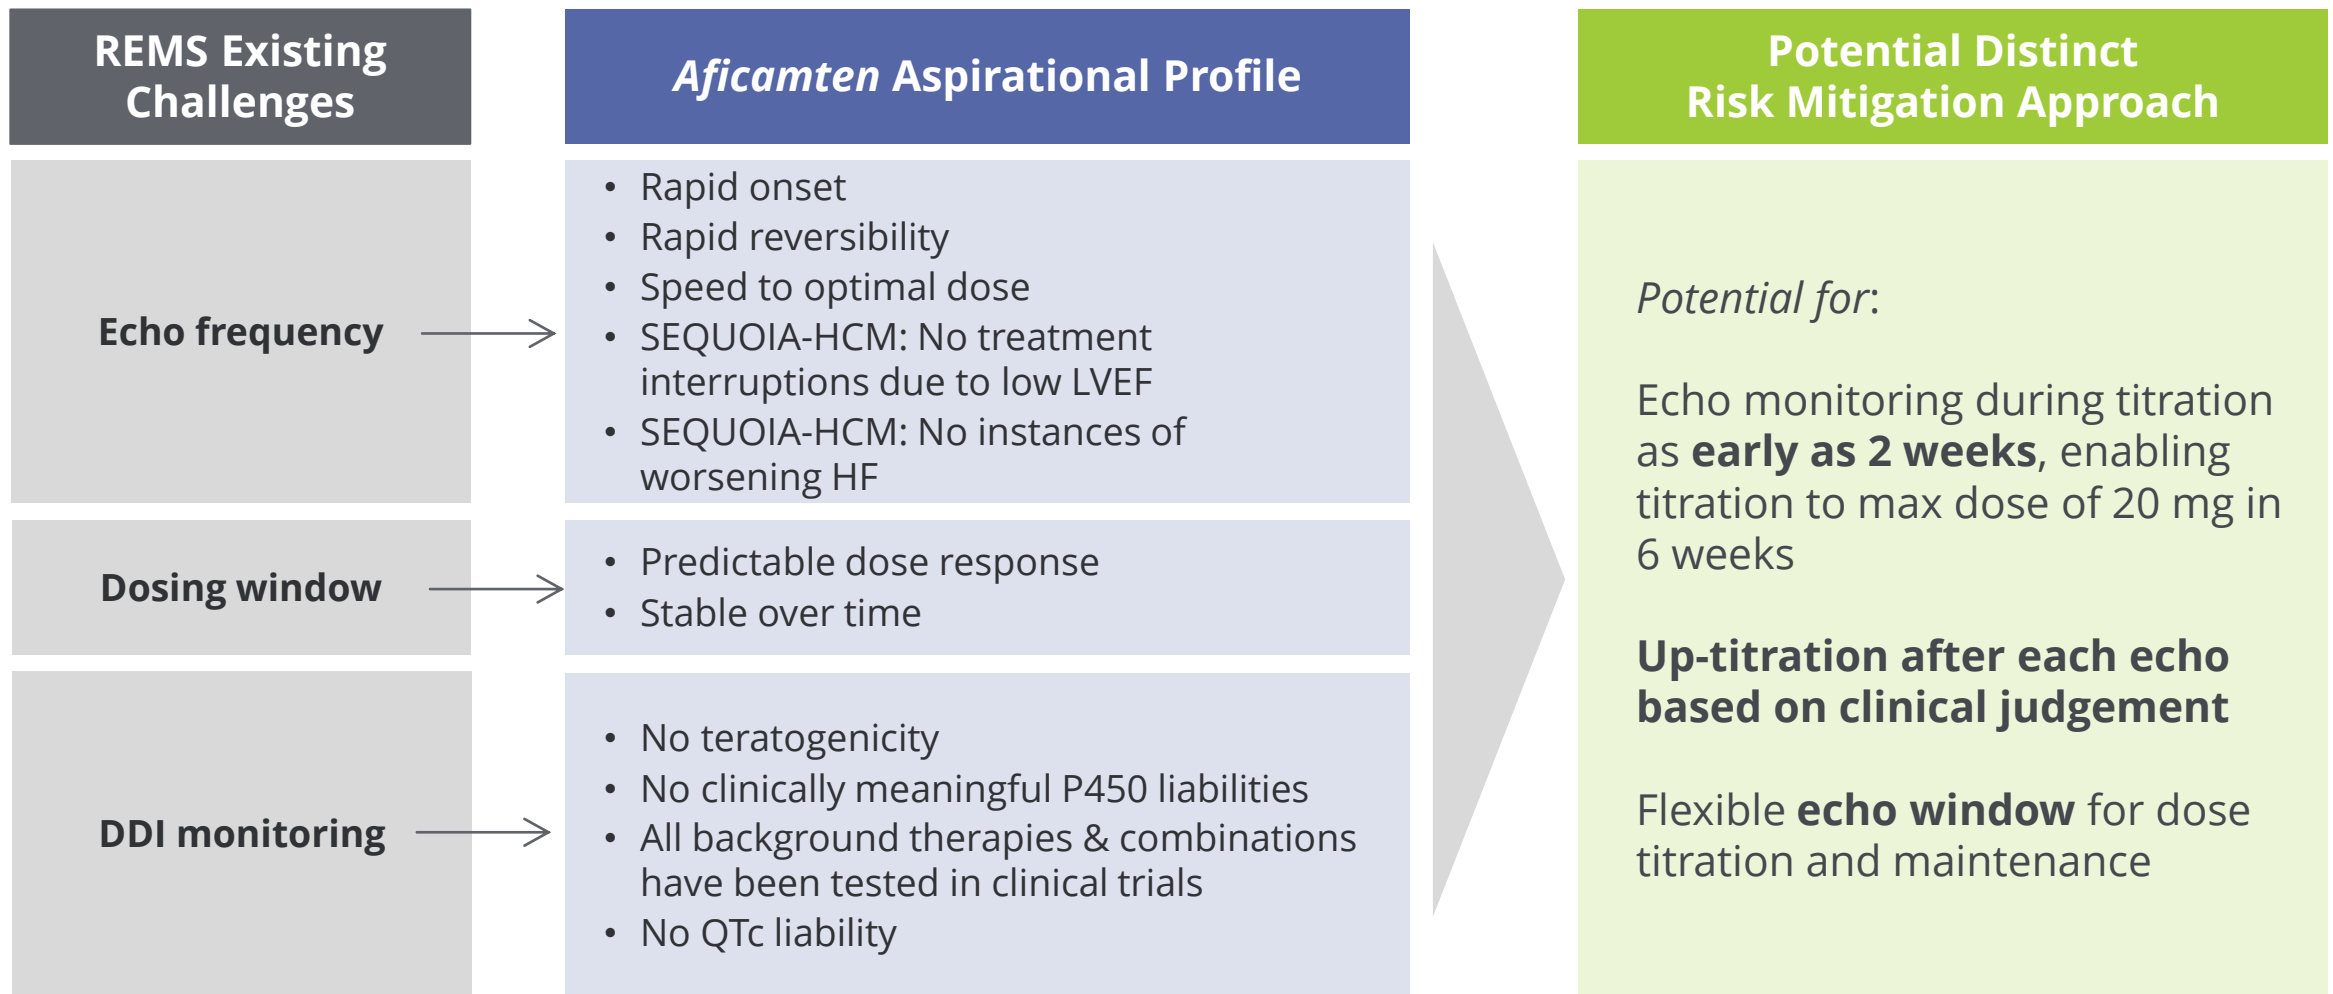 REMS Existing
Challenges
Aficamten Aspirational Profile
Potential Distinct
Risk Mitigation Approach
Echo frequency
• Rapid onset
• Rapid reversibility
• Speed to optimal dose
• SEQUOIA-HCM: No treatment
interruptions due to low LVEF
• SEQUOIA-HCM: No instances of
worsening HF
Dosing window
• Predictable dose response
• Stable over time
DDI monitoring
• No teratogenicity
• No clinically meaningful P450 liabilities
• All background therapies & combinations
have been tested in clinical trials
• No QTc liability
Potential for:
Echo monitoring during titration
as early as 2 weeks, enabling
titration to max dose of 20 mg in
6 weeks
Up-titration after each echo
based on clinical judgement
Flexible echo window for dose
titration and maintenance